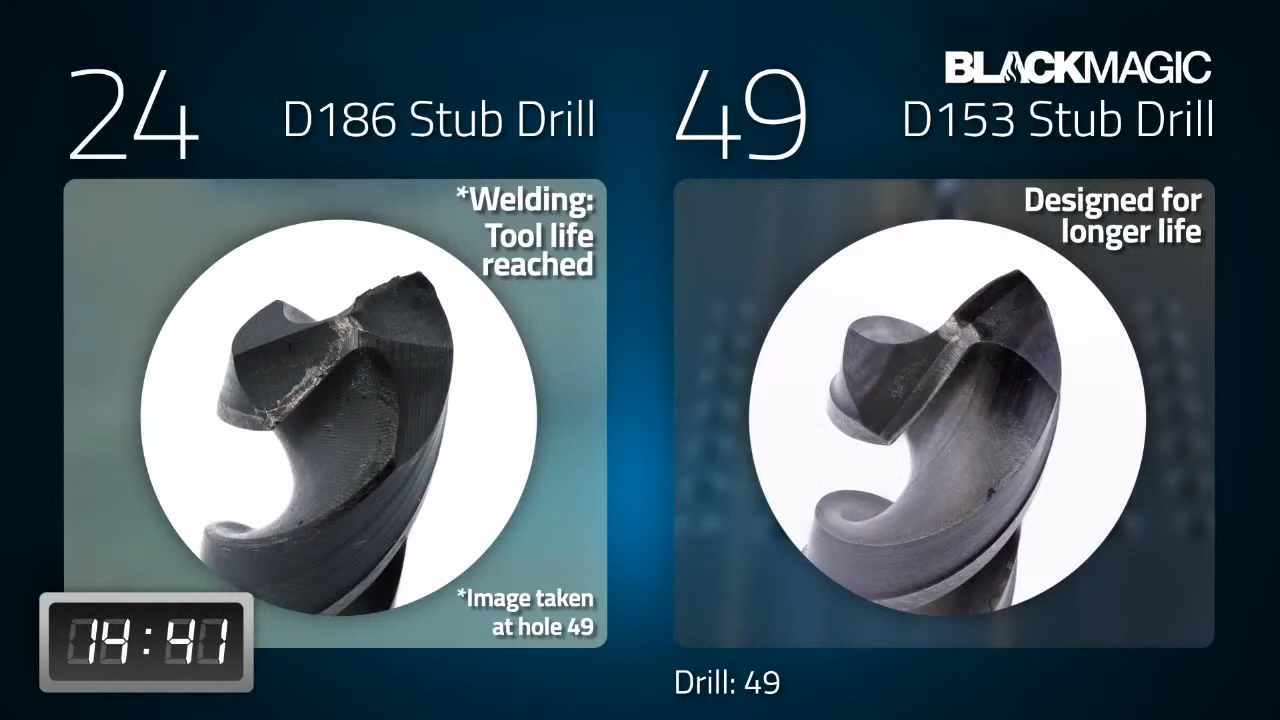 24
D186 Stub Drill
*Welding:
Tool life
reached
*Image taken
at hole 49
14:41
BLACKMAGIC
49
D153 Stub Drill
Designed for
longer life
Drill: 49